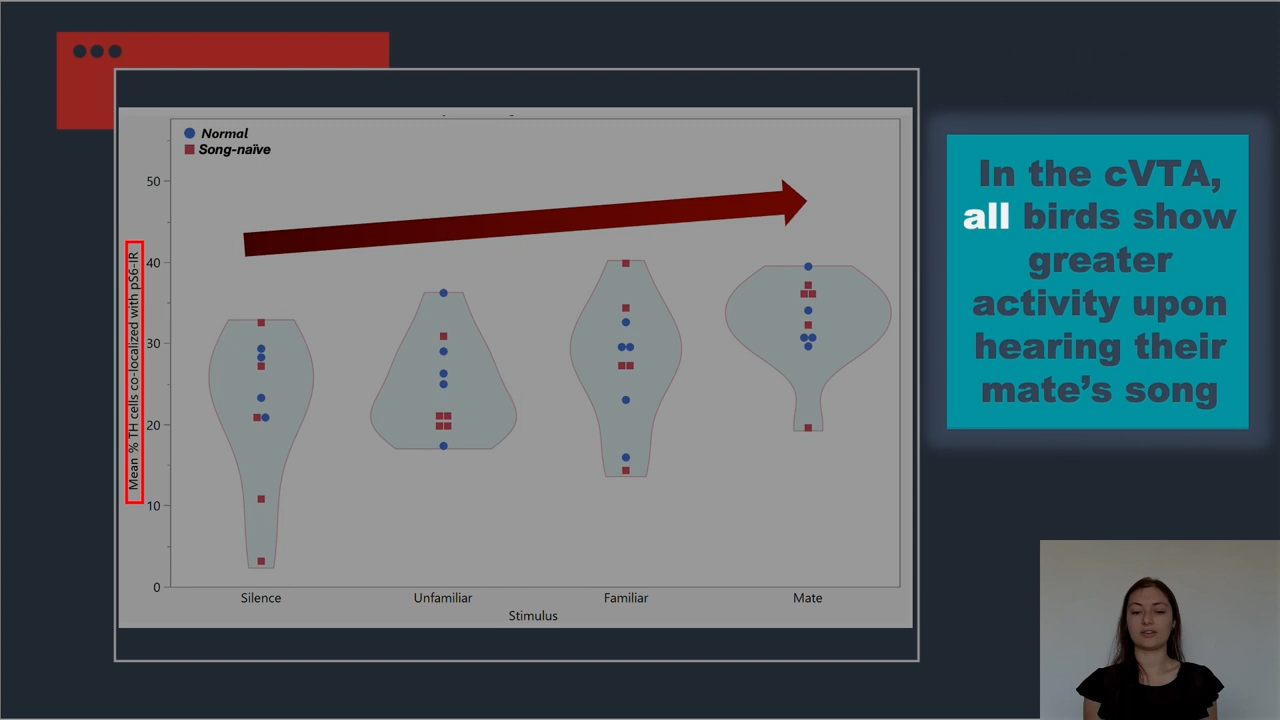 Normal
Song-naïve
50
40
30
20
10
0
Mean % TH cells co-localized with pS6-IR
Silence
Unfamiliar
Familiar
Mate
Stimulus
In the cVTA,
all birds show
greater
activity upon
hearing their
mate’s song